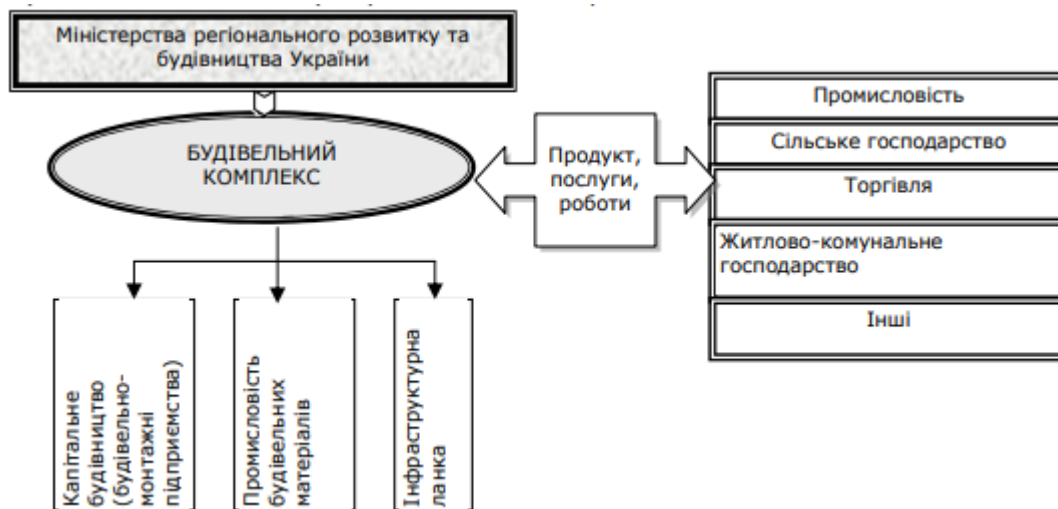 Міністерства регіонального розвитку та
будівництва України
БУДІВЕЛЬНИЙ
КОМПЛЕКС
Продукт,
послуги,
роботи
Промисловість
Сільське господарство
Торгівля
Житлово-комунальне
господарство
Інші
Капітальне
будівництво
(будівельно-
монтажні
підприємства)
Промисловість
будівельних
матеріалів
Інфраструктурна
ланка